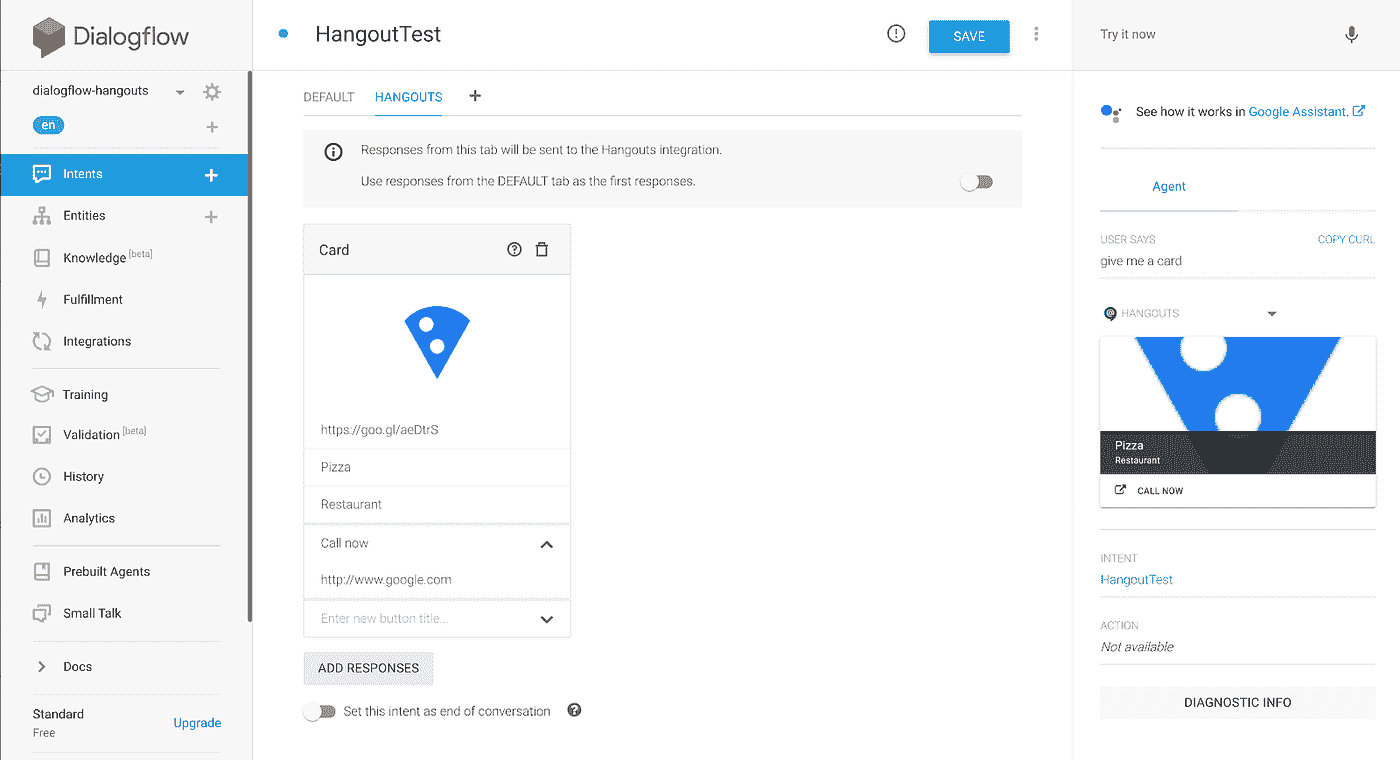 Dialogflow
dialogflow-hangouts
en
Intents
Entities
Knowledge [beta]
Fulfillment
Integrations
Training
Validation [beta]
History
Analytics
Prebuilt Agents
Small Talk
Docs
Standard
Free
Upgrade
HangoutTest
SAVE
DEFAULT
HANGOUTS
Responses from this tab will be sent to the Hangouts integration.
Use responses from the DEFAULT tab as the first responses.
Card
https://goo.gl/aeDtrS
Pizza
Restaurant
Call now
http://www.google.com
Enter new button title...
ADD RESPONSES
Set this intent as end of conversation
Try it now
See how it works in Google Assistant.
Agent
USER SAYS
COPY CURL
give me a card
HANGOUTS
Pizza
Restaurant
CALL NOW
INTENT
HangoutTest
ACTION
Not available
DIAGNOSTIC INFO